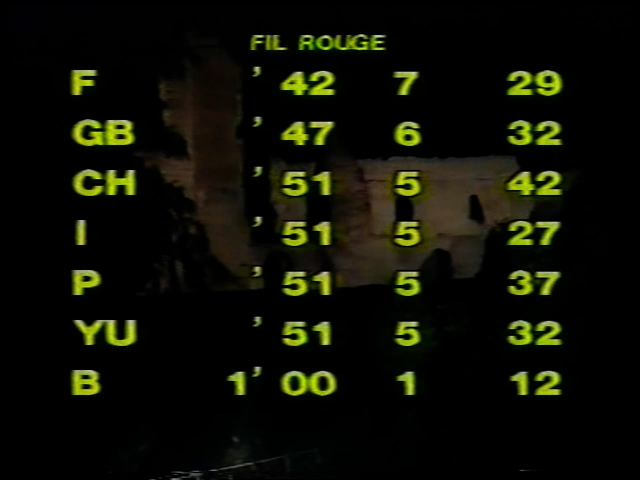 FIL ROUGE
F ' 42 7 29
GB ' 47 6 32
CH ' 51 5 42
I ' 51 5 27
P ' 51 5 37
YU ' 51 5 32
B 1' 00 1 12